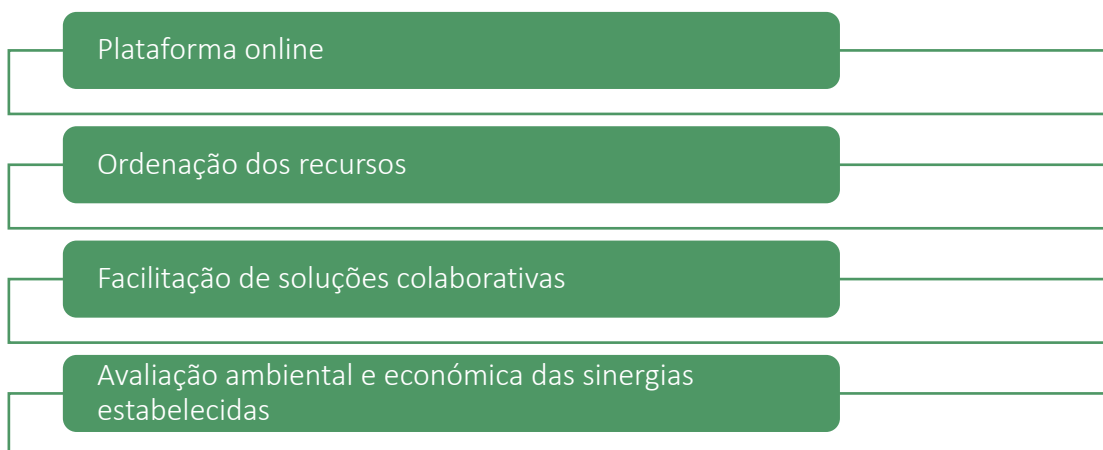 Plataforma online
Ordenação dos recursos
Facilitação de soluções colaborativas
Avaliação ambiental e económica das sinergias
estabelecidas